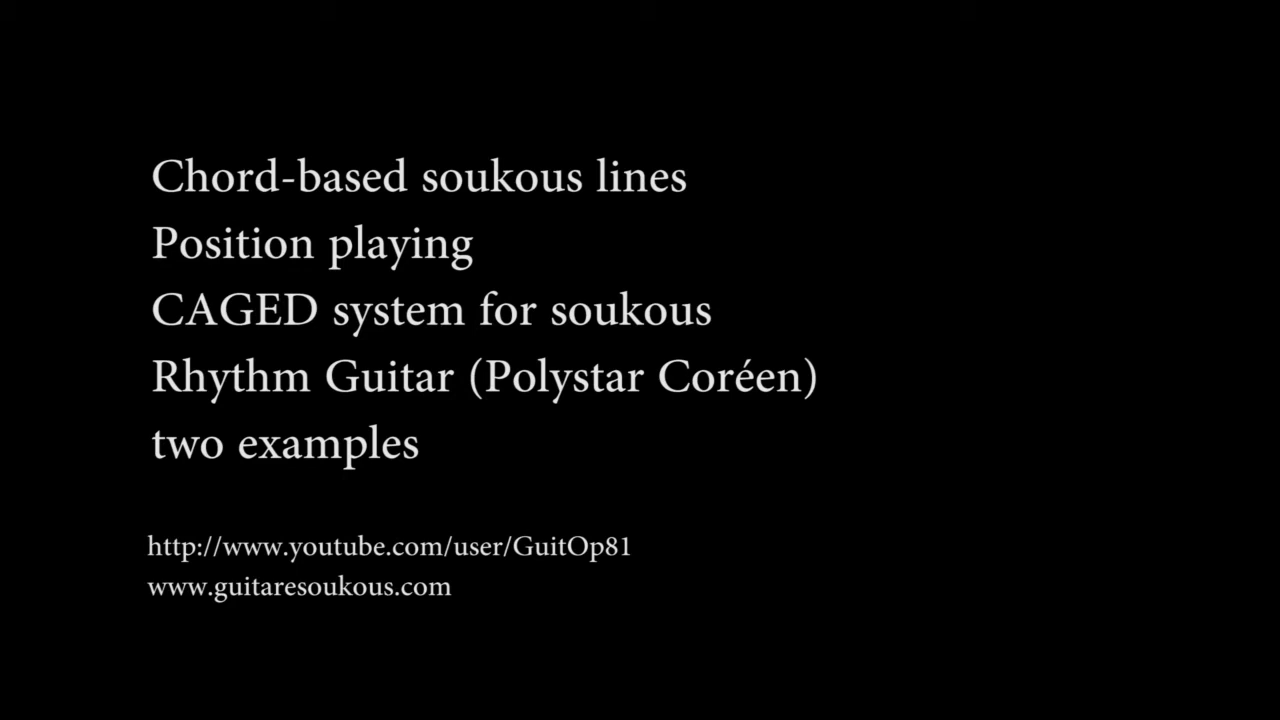 Chord-based soukous lines
Position playing
CAGED system for soukous
Rhythm Guitar (Polystar Coréen)
two examples
http://www.youtube.com/user/GuitOp81
www.guitaresoukous.com